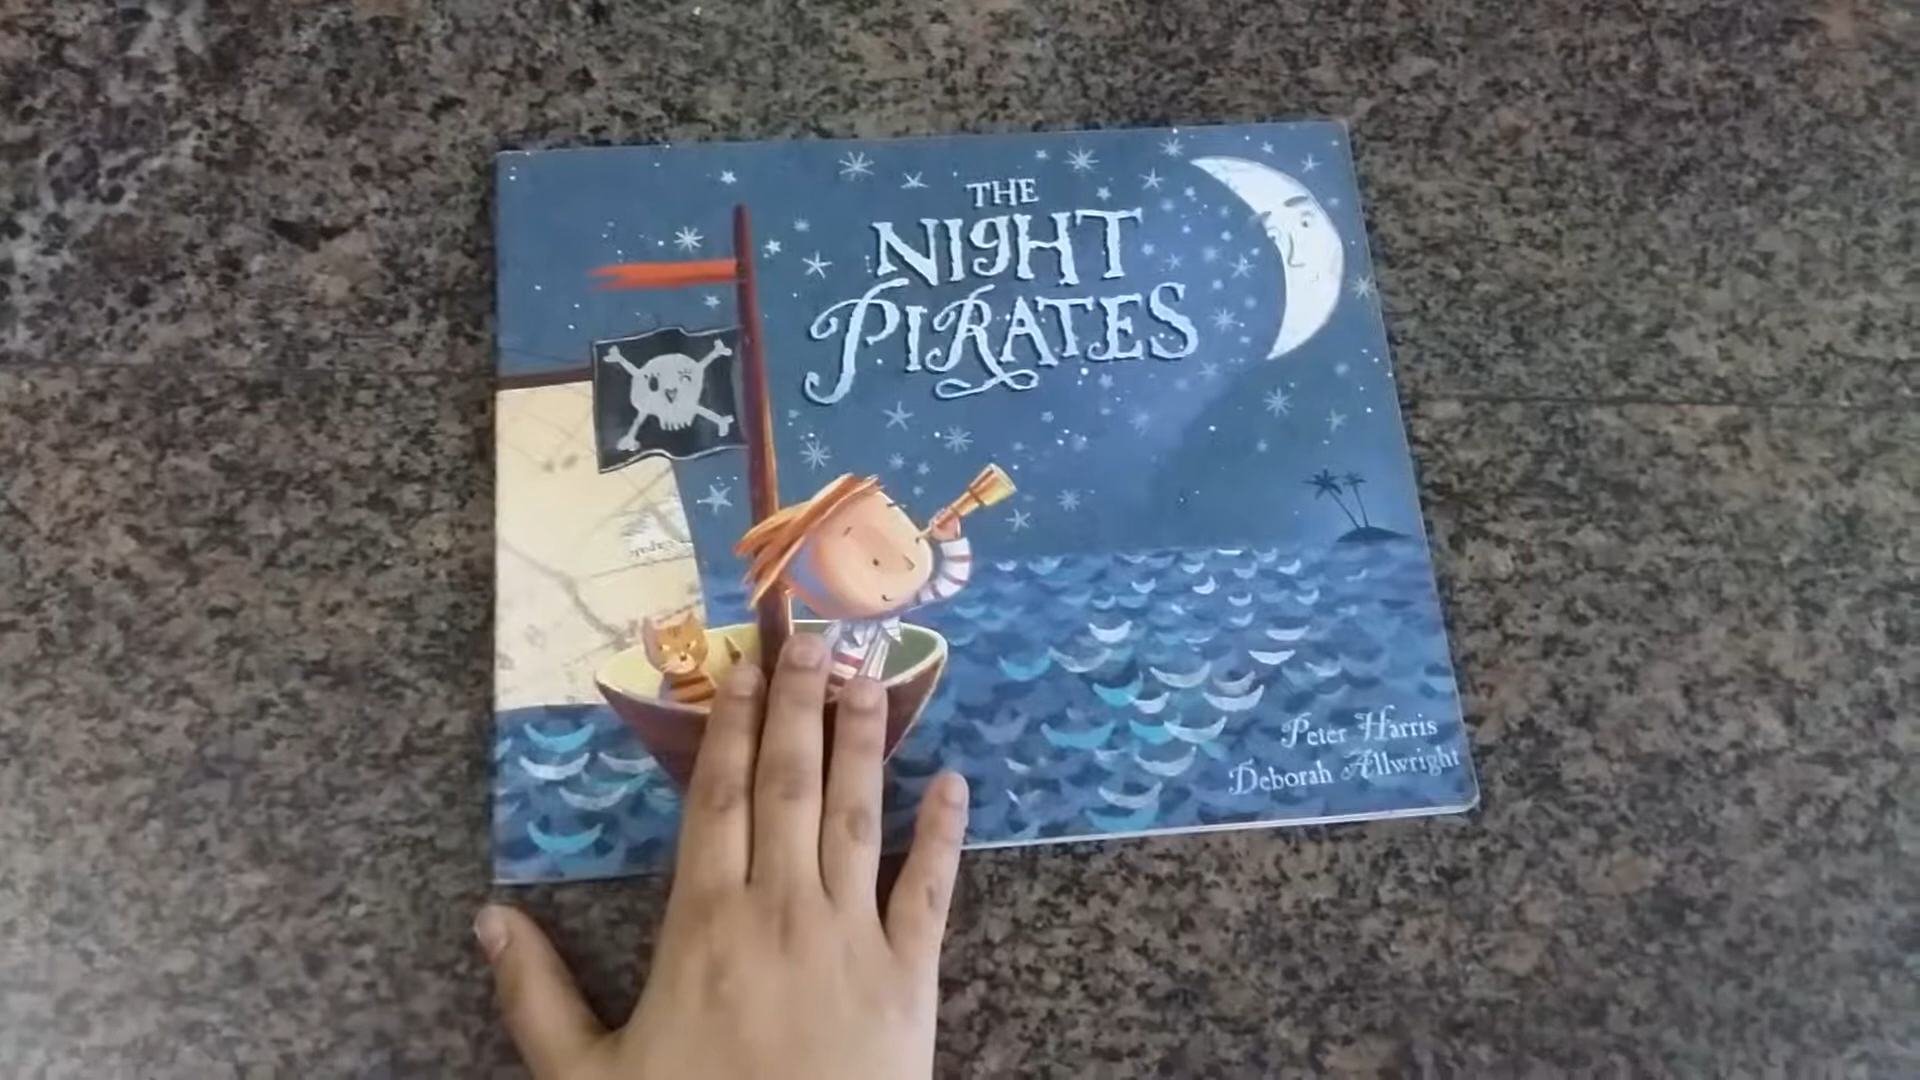 THE
NIGHT
PIRATES
Peter Harris
Deborah Allwright